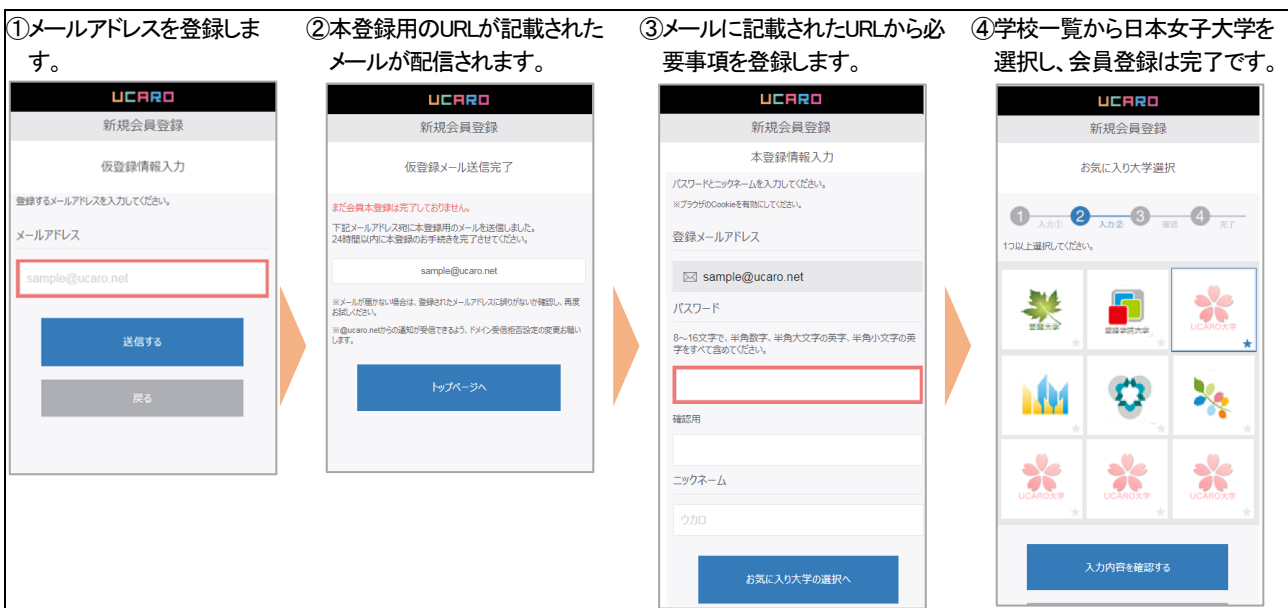 ①メールアドレスを登録しま
す。
UCARO
新規会員登録
仮登録情報入力
登録するメールアドレスを入力してください。
メールアドレス
sample@ucaro.net
送信する
戻る
②本登録用のURLが記載された
メールが配信されます。
UCARO
新規会員登録
仮登録メール送信完了
まだ会員本登録は完了しておりません。
下記メールアドレス宛に本登録用のメールを送信しました。
24時間以内に本登録のお手続きを完了させてください。
sample@ucaro.net
※メールが届かない場合は、登録されたメールアドレスに誤りがないか確認し、再度
お試しください。
※@ucaro.netからの通知が受信できるよう、ドメイン受信拒否設定の変更お願い
します。
トップページへ
③メールに記載されたURLから必
要事項を登録します。
UCARO
新規会員登録
本登録情報入力
パスワードとニックネームを入力してください。
※ブラウザのCookieを有効にしてください。
登録メールアドレス
sample@ucaro.net
パスワード
8～16文字で、半角数字、半角大文字の英字、半角小文字の英
字をすべて含めてください。
確認用
ニックネーム
ウカロ
お気に入り大学の選択へ
④学校一覧から日本女子大学を
選択し、会員登録は完了です。
UCARO
新規会員登録
お気に入り大学選択
1 入力① 2 入力② 3 確認 4 完了
1つ以上選択してください。
UCARO大学
UCARO大学 UCARO大学 UCARO大学
入力内容を確認する